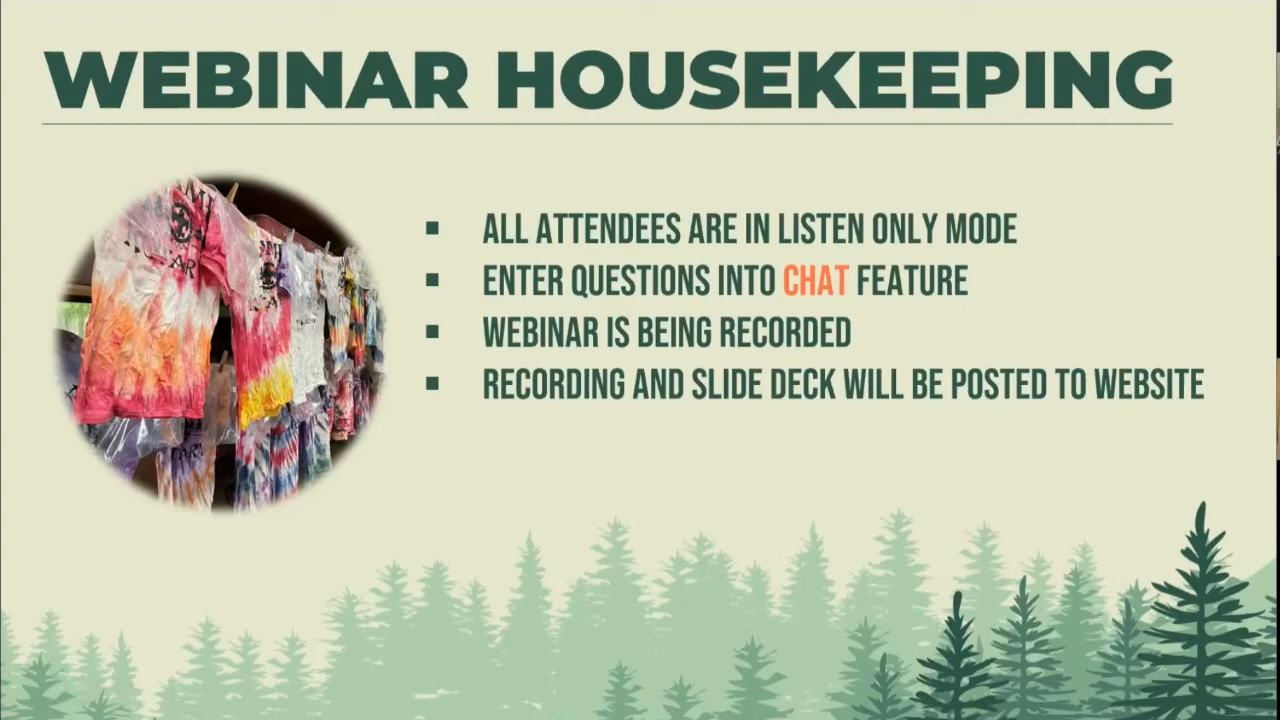 WEBINAR HOUSEKEEPING
▪ ALL ATTENDEES ARE IN LISTEN ONLY MODE
▪ ENTER QUESTIONS INTO CHAT FEATURE
▪ WEBINAR IS BEING RECORDED
▪ RECORDING AND SLIDE DECK WILL BE POSTED TO WEBSITE